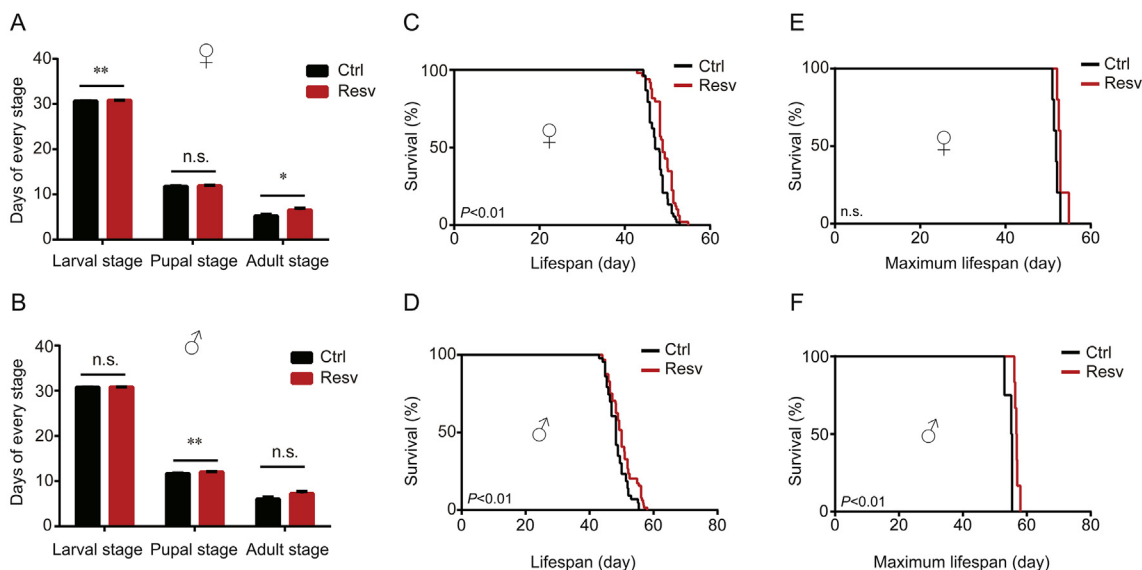 A
♀
Days of every stage
40
30
20
10
0
**
n.s.
*
Ctrl
Resv
Larval stage Pupal stage Adult stage
C
Survival (%)
100
50
0
♀
P<0.01
Ctrl
Resv
0 20 40 60
Lifespan (day)
E
Survival (%)
100
50
0
♀
n.s.
Ctrl
Resv
0 20 40 60
Maximum lifespan (day)
B
♂
Days of every stage
40
30
20
10
0
n.s.
**
n.s.
Ctrl
Resv
Larval stage Pupal stage Adult stage
D
Survival (%)
100
50
0
♂
P<0.01
Ctrl
Resv
0 20 40 60 80
Lifespan (day)
F
Survival (%)
100
50
0
♂
P<0.01
Ctrl
Resv
0 20 40 60 80
Maximum lifespan (day)